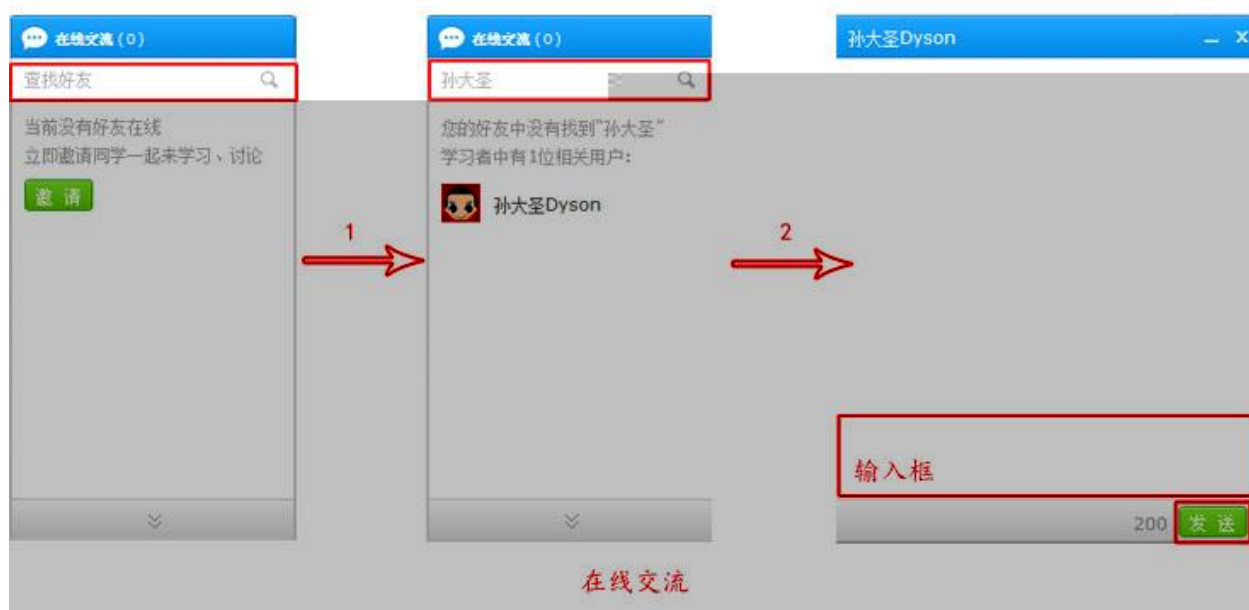 在线交流(0)
查找好友
当前没有好友在线
立即邀请同学一起来学习、讨论
邀 请
1
在线交流(0)
孙大圣
您的好友中没有找到"孙大圣"
学习者中有1位相关用户:
孙大圣Dyson
2
孙大圣Dyson
输入框
200
发 送
在线交流